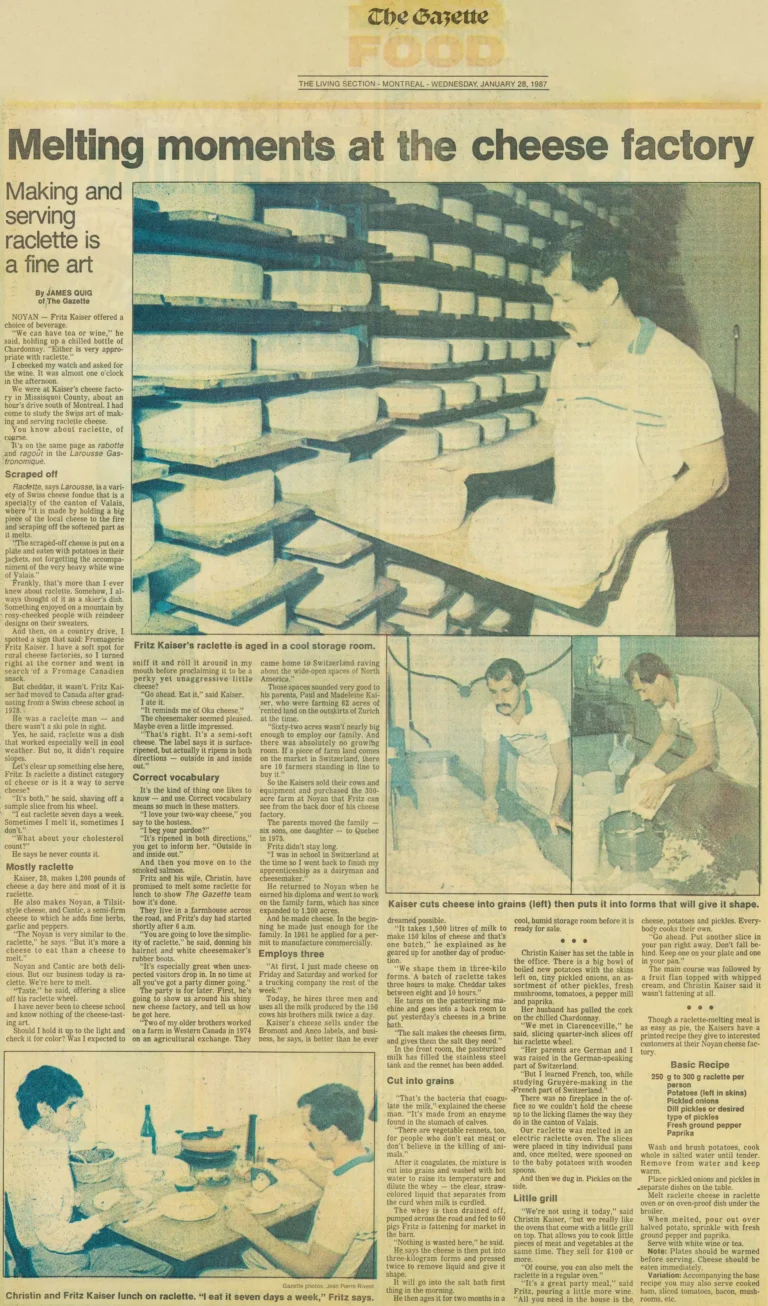 The Gazette
FOOD
THE LIVING SECTION - MONTREAL - WEDNESDAY, JANUARY 28, 1987
Melting moments at the cheese factory
Making and
serving
raclette is
a fine art
By JAMES QUIG
of The Gazette
NOYAN — Fritz Kaiser offered a
choice of beverage.
"We can have tea or wine," he
said, holding up a chilled bottle of
Chardonnay. "Either is very appro-
priate with raclette."
I checked my watch and asked for
the wine. It was almost one o'clock
in the afternoon.
We were at Kaiser's cheese facto-
ry in Missisquoi County, about an
hour's drive south of Montreal. I had
come to study the Swiss art of mak-
ing and serving raclette cheese.
You know about raclette, of
course.
It's on the same page as rabotte
and ragoût in the Larousse Gas-
tronomique.
Scraped off
Raclette, says Larousse, is a vari-
ety of Swiss cheese fondue that is a
specialty of the canton of Valais,
where "it is made by holding a big
piece of the local cheese to the fire
and scraping off the softened part as
it melts.
"The scraped-off cheese is put on a
plate and eaten with potatoes in their
jackets, not forgetting the accompa-
niment of the very heavy white wine
of Valais."
Frankly, that's more than I ever
knew about raclette. Somehow, I al-
ways thought of it as a skier's dish.
Something enjoyed on a mountain by
rosy-cheeked people with reindeer
designs on their sweaters.
And then, on a country drive, I
spotted a sign that said: Fromagerie
Fritz Kaiser. I have a soft spot for
rural cheese factories, so I turned
right at the corner and went in
search of a Fromage Canadien
snack.
But cheddar, it wasn't. Fritz Kai-
ser had moved to Canada after grad-
uating from a Swiss cheese school in
1978.
He was a raclette man — and
there wasn't a ski pole in sight.
Yes, he said, raclette was a dish
that worked especially well in cool
weather. But no, it didn't require
slopes.
Let's clear up something else here,
Fritz: Is raclette a distinct category
of cheese or is it a way to serve
cheese?
"It's both," he said, shaving off a
sample slice from his wheel.
"I eat raclette seven days a week.
Sometimes I melt it, sometimes I
don't."
"What about your cholesterol
count?"
He says he never counts it.
Mostly raclette
Kaiser, 28, makes 1,200 pounds of
cheese a day here and most of it is
raclette.
He also makes Noyan, a Tilsit-
style cheese, and Cantic, a semi-firm
cheese to which he adds fine herbs,
garlic and peppers.
"The Noyan is very similar to the
raclette," he says. "But it's more a
cheese to eat than a cheese to
melt."
Noyan and Cantic are both deli-
cious. But our business today is ra-
clette. We're here to melt.
"Taste," he said, offering a slice
off his raclette wheel.
I have never been to cheese school
and know nothing of the cheese-tast-
ing art.
Should I hold it up to the light and
check it for color? Was I expected to
Fritz Kaiser's raclette is aged in a cool storage room.
sniff it and roll it around in my
mouth before proclaiming it to be a
perky yet unaggressive little
cheese?
"Go ahead. Eat it," said Kaiser.
I ate it.
"It reminds me of Oka cheese."
The cheesemaker seemed pleased.
Maybe even a little impressed.
"That's right. It's a semi-soft
cheese. The label says it is surface-
ripened, but actually it ripens in both
directions — outside in and inside
out."
Correct vocabulary
It's the kind of thing one likes to
know — and use. Correct vocabulary
means so much in these matters.
"I love your two-way cheese," you
say to the hostess.
"I beg your pardon?"
"It's ripened in both directions,"
you get to inform her. "Outside in
and inside out."
And then you move on to the
smoked salmon.
Fritz and his wife, Christin, have
promised to melt some raclette for
lunch to show The Gazette team
how it's done.
They live in a farmhouse across
the road, and Fritz's day had started
shortly after 6 a.m.
"You are going to love the simplic-
ity of raclette," he said, donning his
hairnet and white cheesemaker's
rubber boots.
"It's especially great when unex-
pected visitors drop in. In no time at
all you've got a party dinner going."
The party is for later. First, he's
going to show us around his shiny
new cheese factory, and tell us how
he got here.
"Two of my older brothers worked
on a farm in Western Canada in 1974
on an agricultural exchange. They
came home to Switzerland raving
about the wide-open spaces of North
America."
Those spaces sounded very good to
his parents, Paul and Madeleine Kai-
ser, who were farming 62 acres of
rented land on the outskirts of Zurich
at the time.
"Sixty-two acres wasn't nearly big
enough to employ our family. And
there was absolutely no growing
room. If a piece of farm land comes
on the market in Switzerland, there
are 10 farmers standing in line to
buy it."
So the Kaisers sold their cows and
equipment and purchased the 300-
acre farm at Noyan that Fritz can
see from the back door of his cheese
factory.
The parents moved the family —
six sons, one daughter — to Quebec
in 1975.
Fritz didn't stay long.
"I was in school in Switzerland at
the time so I went back to finish my
apprenticeship as a dairyman and
cheesemaker."
He returned to Noyan when he
earned his diploma and went to work
on the family farm, which has since
expanded to 1,200 acres.
And he made cheese. In the begin-
ning he made just enough for the
family. In 1981 he applied for a per-
mit to manufacture commercially.
Employs three
"At first, I just made cheese on
Friday and Saturday and worked for
a trucking company the rest of the
week."
Today, he hires three men and
uses all the milk produced by the 150
cows his brothers milk twice a day.
Kaiser's cheese sells under the
Bromont and Anco labels, and busi-
ness, he says, is better than he ever
Kaiser cuts cheese into grains (left) then puts it into forms that will give it shape.
dreamed possible.
"It takes 1,500 litres of milk to
make 150 kilos of cheese and that's
one batch," he explained as he
geared up for another day of produc-
tion.
"We shape them in three-kilo
forms. A batch of raclette takes
three hours to make. Cheddar takes
between eight and 10 hours."
He turns on the pasteurizing ma-
chine and goes into a back room to
put yesterday's cheeses in a brine
bath.
"The salt makes the cheeses firm,
and gives them the salt they need."
In the front room, the pasteurized
milk has filled the stainless steel
tank and the rennet has been added.
Cut into grains
"That's the bacteria that coagu-
late the milk," explained the cheese
man. "It's made from an enzyme
found in the stomach of calves.
"There are vegetable rennets, too,
for people who don't eat meat or
don't believe in the killing of ani-
mals."
After it coagulates, the mixture is
cut into grains and washed with hot
water to raise its temperature and
dilute the whey — the clear, straw-
colored liquid that separates from
the curd when milk is curdled.
The whey is then drained off,
pumped across the road and fed to 60
pigs Fritz is fattening for market in
the barn.
"Nothing is wasted here," he said.
He says the cheese is then put into
three-kilogram forms and pressed
twice to remove liquid and give it
shape.
It will go into the salt bath first
thing in the morning.
He then ages it for two months in a
cool, humid storage room before it is
ready for sale.
• • •
Christin Kaiser has set the table in
the office. There is a big bowl of
boiled new potatoes with the skins
left on, tiny pickled onions, an as-
sortment of other pickles, fresh
mushrooms, tomatoes, a pepper mill
and paprika.
Her husband has pulled the cork
on the chilled Chardonnay.
"We met in Clarenceville," he
said, slicing quarter-inch slices off
his raclette wheel.
"Her parents are German and I
was raised in the German-speaking
part of Switzerland.
"But I learned French, too, while
studying Gruyère-making in the
French part of Switzerland."
There was no fireplace in the of-
fice so we couldn't hold the cheese
up to the licking flames the way they
do in the canton of Valais.
Our raclette was melted in an
electric raclette oven. The slices
were placed in tiny individual pans
and, once melted, were spooned on
to the baby potatoes with wooden
spoons.
And then we dug in. Pickles on the
side.
Little grill
"We're not using it today," said
Christin Kaiser, "but we really like
the ovens that come with a little grill
on top. That allows you to cook little
pieces of meat and vegetables at the
same time. They sell for $100 or
more.
"Of course, you can also melt the
raclette in a regular oven."
"It's a great party meal," said
Fritz, pouring a little more wine.
"All you need in the house is the
cheese, potatoes and pickles. Every-
body cooks their own.
"Go ahead. Put another slice in
your pan right away. Don't fall be-
hind. Keep one on your plate and one
in your pan."
The main course was followed by
a fruit flan topped with whipped
cream, and Christin Kaiser said it
wasn't fattening at all.
• • •
Though a raclette-melting meal is
as easy as pie, the Kaisers have a
printed recipe they give to interested
customers at their Noyan cheese fac-
tory.
Basic Recipe
250 g to 300 g raclette per
person
Potatoes (left in skins)
Pickled onions
Dill pickles or desired
type of pickles
Fresh ground pepper
Paprika
Wash and brush potatoes, cook
whole in salted water until tender.
Remove from water and keep
warm.
Place pickled onions and pickles in
separate dishes on the table.
Melt raclette cheese in raclette
oven or on oven-proof dish under the
broiler.
When melted, pour out over
halved potato, sprinkle with fresh
ground pepper and paprika.
Serve with white wine or tea.
Note: Plates should be warmed
before serving. Cheese should be
eaten immediately.
Variation: Accompanying the base
recipe you may also serve cooked
ham, sliced tomatoes, bacon, mush-
rooms, etc.
Gazette photos, Jean Pierre Rivest
Christin and Fritz Kaiser lunch on raclette. "I eat it seven days a week," Fritz says.